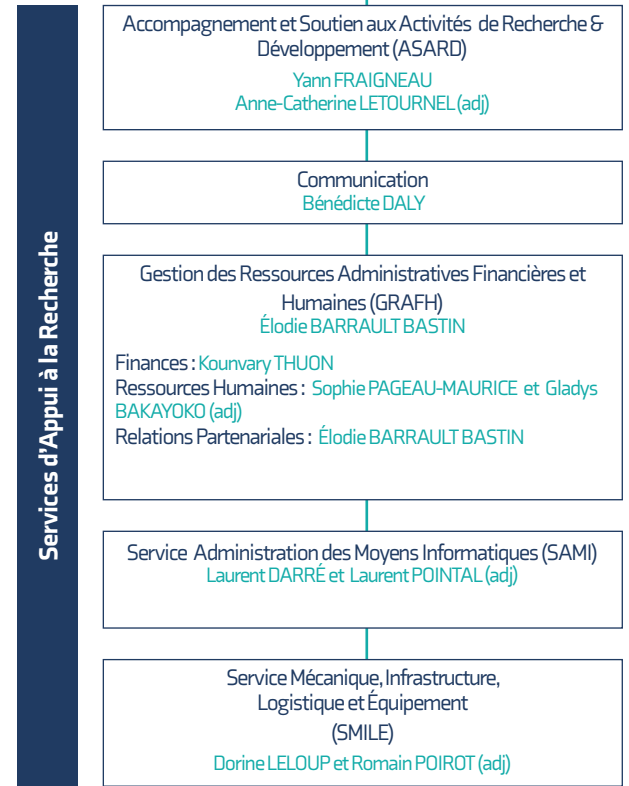 Services d'Appui à la Recherche
Accompagnement et Soutien aux Activités de Recherche &
Développement (ASARD)
Yann FRAIGNEAU
Anne-Catherine LETOURNEL (adj)
Communication
Bénédicte DALY
Gestion des Ressources Administratives Financières et
Humaines (GRAFH)
Élodie BARRAULT BASTIN
Finances : Kounvary THUON
Ressources Humaines : Sophie PAGEAU-MAURICE et Gladys
BAKAYOKO (adj)
Relations Partenariales : Élodie BARRAULT BASTIN
Service Administration des Moyens Informatiques (SAMI)
Laurent DARRÉ et Laurent POINTAL (adj)
Service Mécanique, Infrastructure,
Logistique et Équipement
(SMILE)
Dorine LELOUP et Romain POIROT (adj)